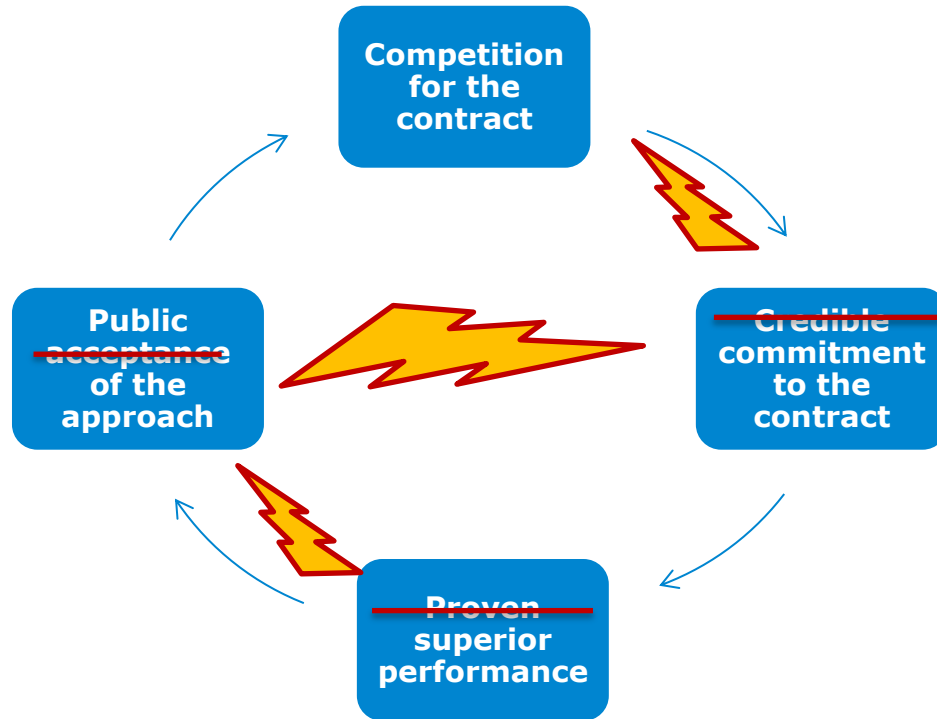 Competition
for the
contract
Public
acceptance
of the
approach
Credible
commitment
to the
contract
Proven
superior
performance